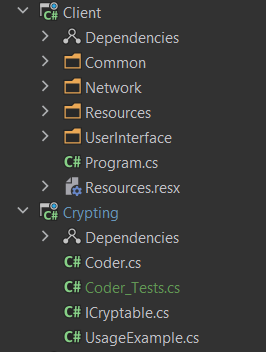 C# Client
Dependencies
Common
Network
Resources
UserInterface
C# Program.cs
Resources.resx
C# Crypting
Dependencies
C# Coder.cs
C# Coder_Tests.cs
C# ICryptable.cs
C# UsageExample.cs